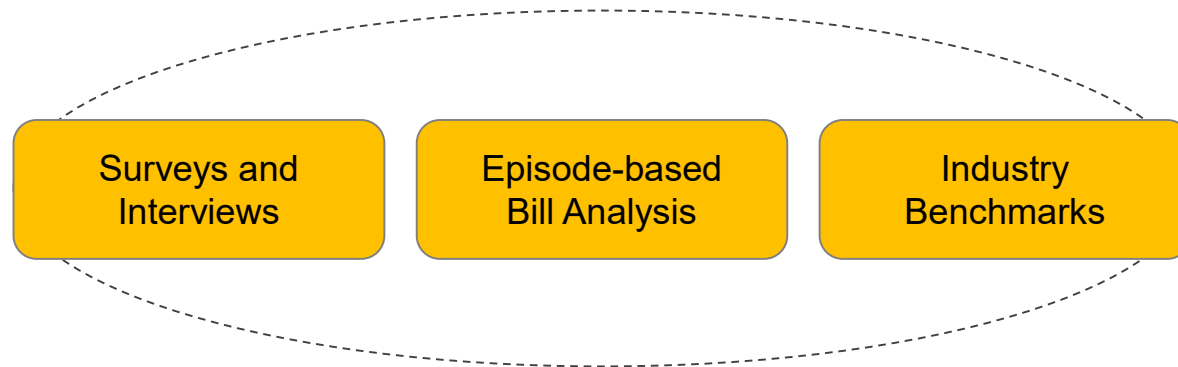 Surveys and
Interviews
Episode-based
Bill Analysis
Industry
Benchmarks